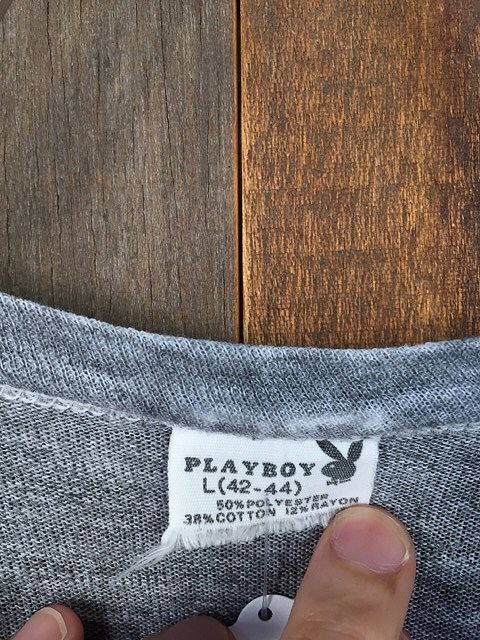 PLAYBOY
L(42-44)
50%POLYESTER
38%COTTON 12%RAYON